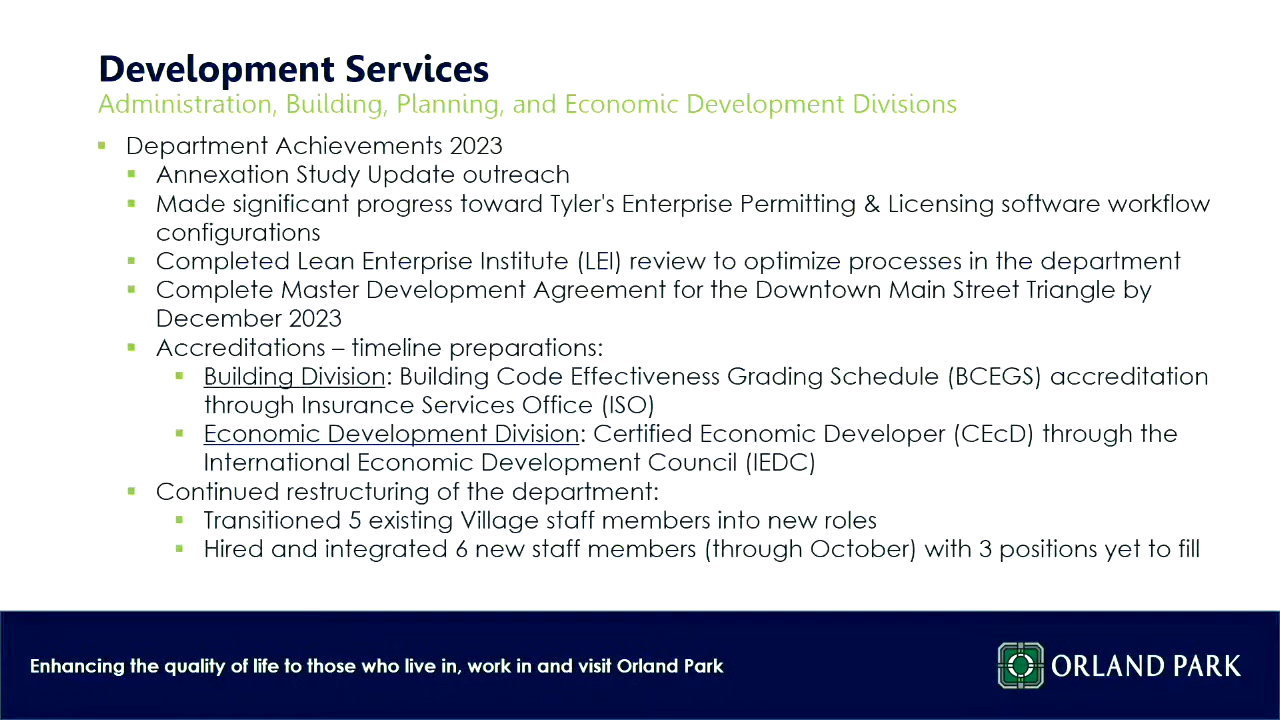 Development Services
Administration, Building, Planning, and Economic Development Divisions
▪ Department Achievements 2023
▪ Annexation Study Update outreach
▪ Made significant progress toward Tyler's Enterprise Permitting & Licensing software workflow
configurations
▪ Completed Lean Enterprise Institute (LEI) review to optimize processes in the department
▪ Complete Master Development Agreement for the Downtown Main Street Triangle by
December 2023
▪ Accreditations – timeline preparations:
▪ Building Division: Building Code Effectiveness Grading Schedule (BCEGS) accreditation
through Insurance Services Office (ISO)
▪ Economic Development Division: Certified Economic Developer (CEcD) through the
International Economic Development Council (IEDC)
▪ Continued restructuring of the department:
▪ Transitioned 5 existing Village staff members into new roles
▪ Hired and integrated 6 new staff members (through October) with 3 positions yet to fill
Enhancing the quality of life to those who live in, work in and visit Orland Park
ORLAND PARK